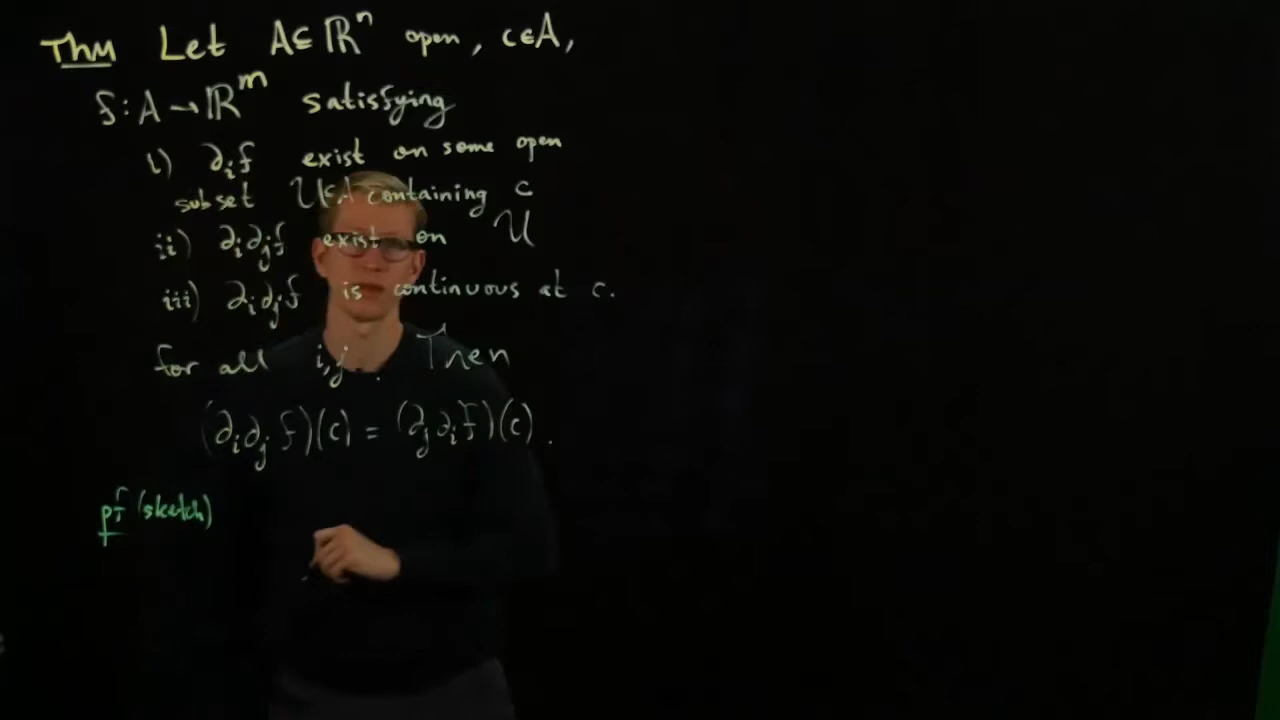 Thm Let A⊆ℝⁿ open, c∈A,
f: A → ℝᵐ satisfying
i) ∂ᵢf exist on some open
subset U⊆A containing c
ii) ∂ᵢ∂ⱼf exist on U
iii) ∂ᵢ∂ⱼf is continuous at c.
for all i,j. Then
(∂ᵢ∂ⱼf)(c) = (∂ⱼ∂ᵢf)(c).
pf (sketch)